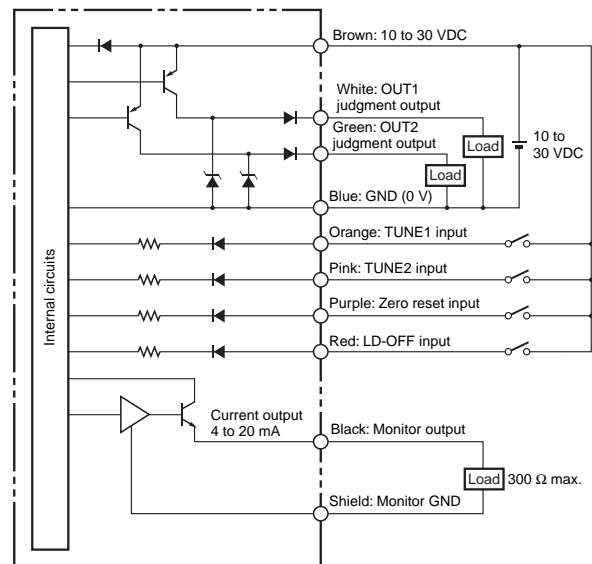 Brown: 10 to 30 VDC
White: OUT1
judgment output
Green: OUT2
judgment output
Load
Load
10 to
30 VDC
Blue: GND (0 V)
Orange: TUNE1 input
Pink: TUNE2 input
Purple: Zero reset input
Red: LD-OFF input
Internal circuits
Current output
4 to 20 mA
Black: Monitor output
Load
300 Ω max.
Shield: Monitor GND